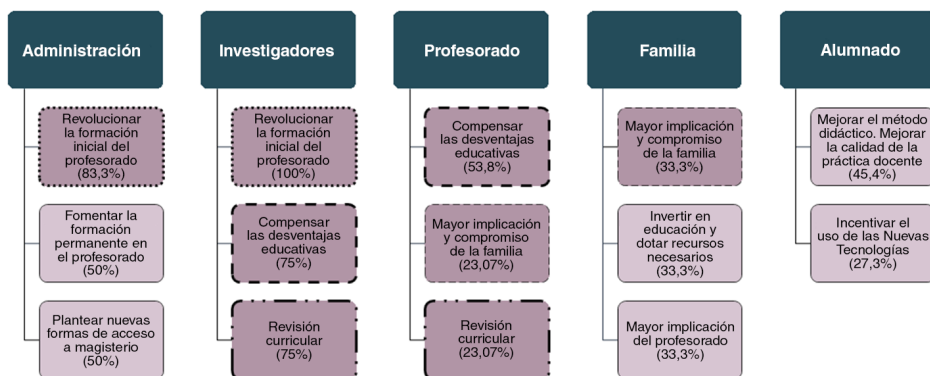 Administración
Revolucionar
la formación
inicial del
profesorado
(83,3%)
Fomentar la
formación
permanente en
el profesorado
(50%)
Plantear nuevas
formas de acceso
a magisterio
(50%)
Investigadores
Revolucionar
la formación
inicial del
profesorado
(100%)
Compensar
las desventajas
educativas
(75%)
Revisión
curricular
(75%)
Profesorado
Compensar
las desventajas
educativas
(53,8%)
Mayor implicación
y compromiso
de la familia
(23,07%)
Revisión
curricular
(23,07%)
Familia
Mayor implicación
y compromiso
de la familia
(33,3%)
Invertir en
educación y
dotar recursos
necesarios
(33,3%)
Mayor implicación
del profesorado
(33,3%)
Alumnado
Mejorar el método
didáctico. Mejorar
la calidad de la
práctica docente
(45,4%)
Incentivar el
uso de las Nuevas
Tecnologías
(27,3%)